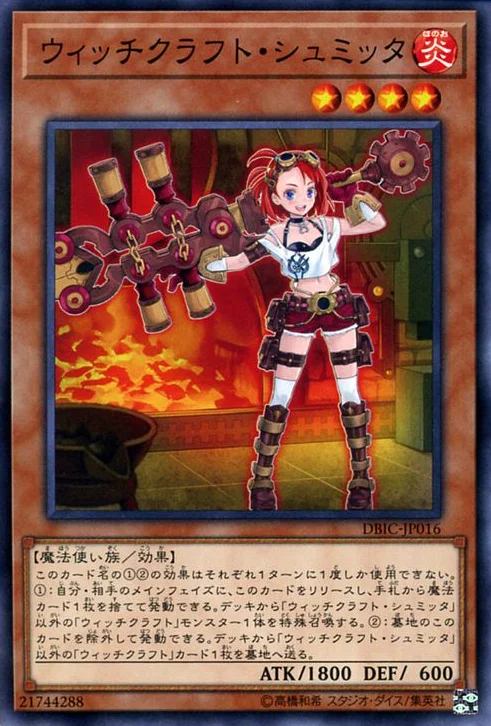 ウィッチクラフト・シュミッタ 炎
DBIC-JP016
【魔法使い族／効果】
このカード名の①②の効果はそれぞれ１ターンに１度しか使用できない。
①：自分・相手のメインフェイズに、このカードをリリースし、手札から魔法
カード１枚を捨てて発動できる。デッキから「ウィッチクラフト・シュミッタ」
以外の「ウィッチクラフト」モンスター１体を特殊召喚する。②：墓地のこの
カードを除外して発動できる。デッキから「ウィッチクラフト・シュミッタ」
以外の「ウィッチクラフト」カード１枚を墓地へ送る。
ATK/1800 DEF/ 600
21744288 ©高橋和希 スタジオ・ダイス/集英社